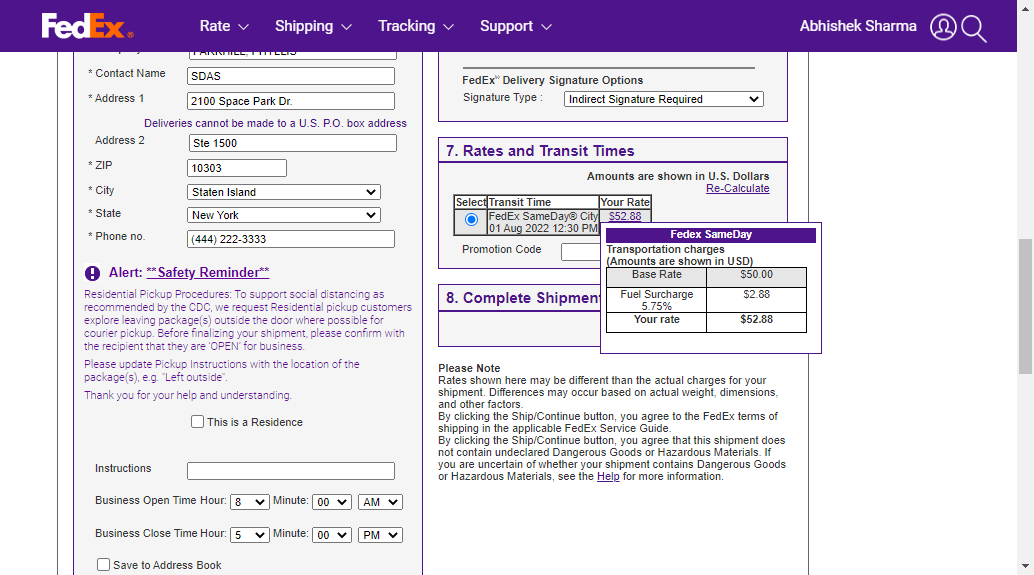 FedEx®
Rate
Shipping
Tracking
Support
Abhishek Sharma
* Contact Name
SDAS
* Address 1
2100 Space Park Dr.
Deliveries cannot be made to a U.S. P.O. box address
Address 2
Ste 1500
* ZIP
10303
* City
Staten Island
* State
New York
* Phone no.
(444) 222-3333
Alert: **Safety Reminder**
Residential Pickup Procedures: To support social distancing as
recommended by the CDC, we request Residential pickup customers
explore leaving package(s) outside the door where possible for
courier pickup. Before finalizing your shipment, please confirm with
the recipient that they are 'OPEN' for business.
Please update Pickup Instructions with the location of the
package(s), e.g. "Left outside".
Thank you for your help and understanding.
This is a Residence
Instructions
Business Open Time Hour: 8 Minute: 00 AM
Business Close Time Hour: 5 Minute: 00 PM
Save to Address Book
FedEx® Delivery Signature Options
Signature Type : Indirect Signature Required
7. Rates and Transit Times
Amounts are shown in U.S. Dollars
Re-Calculate
Select Transit Time Your Rate
FedEx SameDay® City $52.88
01 Aug 2022 12:30 PM
Promotion Code
Fedex SameDay
Transportation charges
(Amounts are shown in USD)
Base Rate $50.00
Fuel Surcharge $2.88
5.75%
Your rate $52.88
8. Complete Shipment
Please Note
Rates shown here may be different than the actual charges for your
shipment. Differences may occur based on actual weight, dimensions,
and other factors.
By clicking the Ship/Continue button, you agree to the FedEx terms of
shipping in the applicable FedEx Service Guide.
By clicking the Ship/Continue button, you agree that this shipment does
not contain undeclared Dangerous Goods or Hazardous Materials. If
you are uncertain of whether your shipment contains Dangerous Goods
or Hazardous Materials, see the Help for more information.